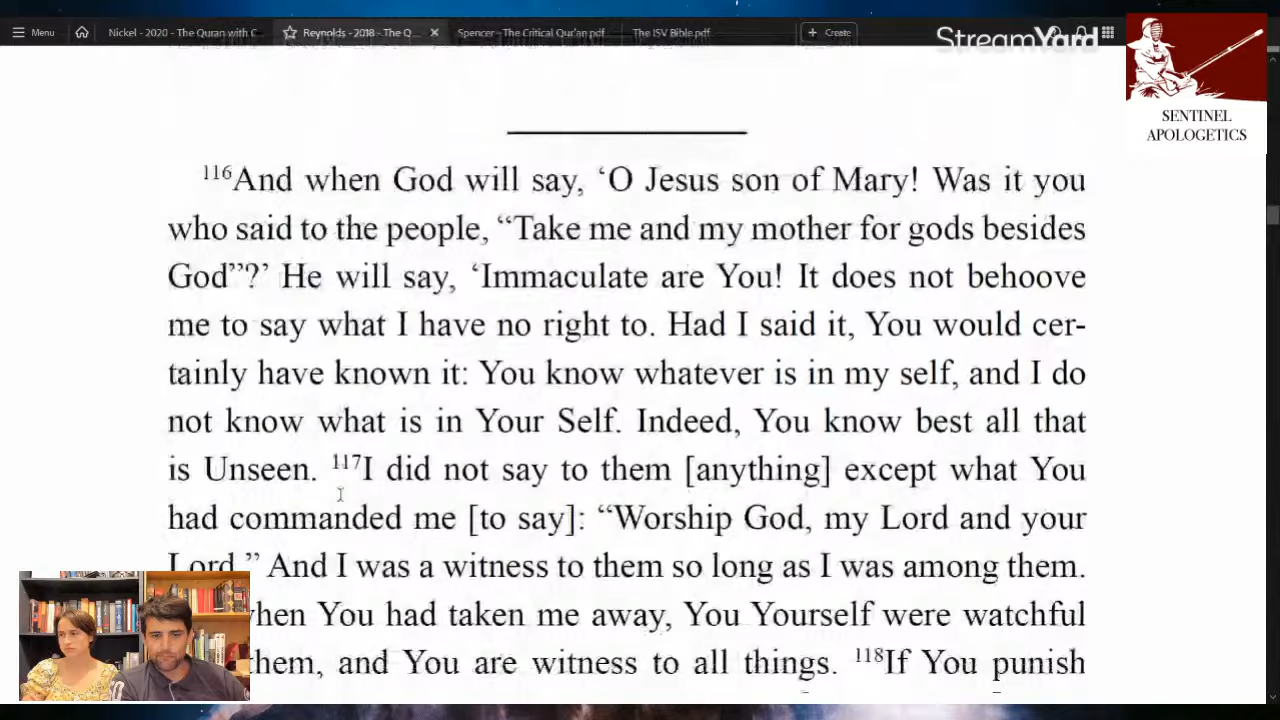 Menu
Nickel - 2020 - The Quran with C
Reynolds - 2018 - The Q
Spencer - The Critical Qur'an.pdf
The ISV Bible.pdf
+ Create
StreamYard
SENTINEL
APOLOGETICS
116And when God will say, ‘O Jesus son of Mary! Was it you
who said to the people, “Take me and my mother for gods besides
God”?’ He will say, ‘Immaculate are You! It does not behoove
me to say what I have no right to. Had I said it, You would cer-
tainly have known it: You know whatever is in my self, and I do
not know what is in Your Self. Indeed, You know best all that
is Unseen. 117I did not say to them [anything] except what You
had commanded me [to say]: “Worship God, my Lord and your
Lord.” And I was a witness to them so long as I was among them.
You had taken me away, You Yourself were watchful
them, and You are witness to all things. 118If You punish